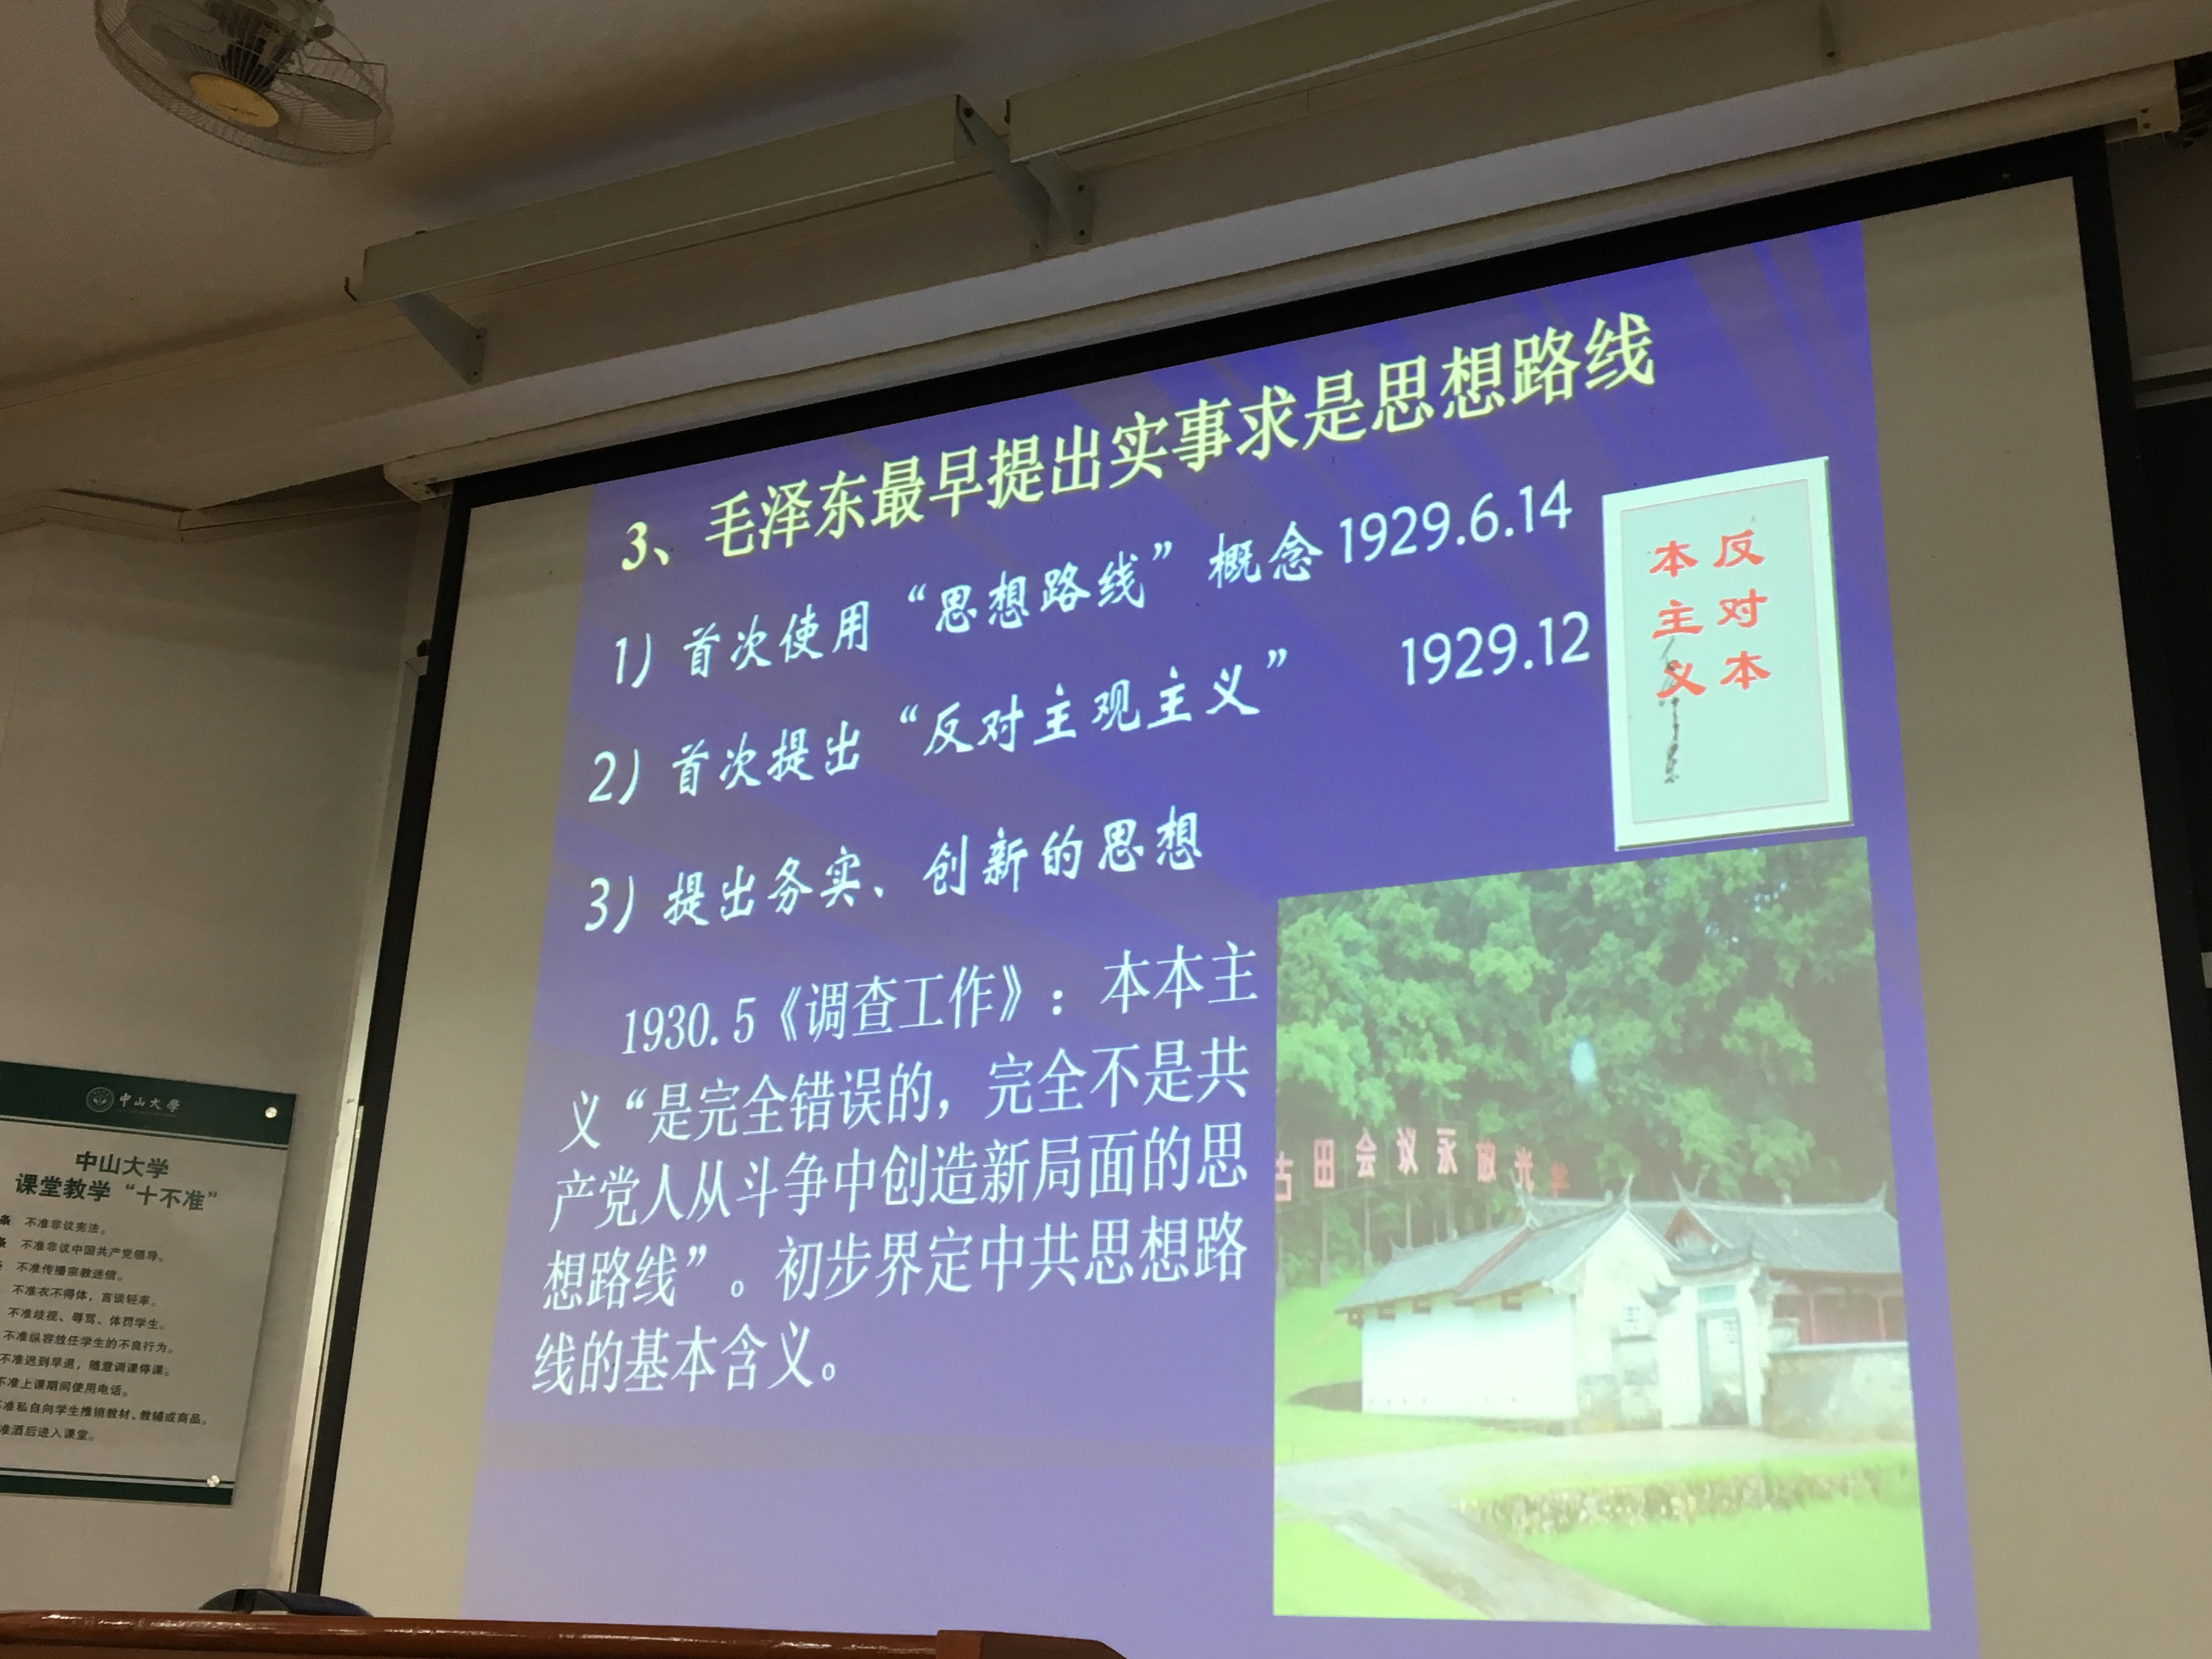 3、毛泽东最早提出实事求是思想路线
1）首次使用“思想路线”概念 1929.6.14
2）首次提出“反对主观主义” 1929.12
3）提出务实、创新的思想
1930.5《调查工作》：本本主
义“是完全错误的，完全不是共
产党人从斗争中创造新局面的思
想路线”。初步界定中共思想路
线的基本含义。
反对本
本主义
古田会议永放光
中山大学
中山大学
课堂教学“十不准”
条 不准非议宪法。
条 不准非议中国共产党领导。
不准传播宗教迷信。
不准衣不得体，言谈轻率。
不准歧视、辱骂、体罚学生。
不准纵容放任学生的不良行为。
不准迟到早退，随意调课停课。
不准上课期间使用电话。
准私自向学生推销教材、教辅或商品。
准酒后进入课堂。